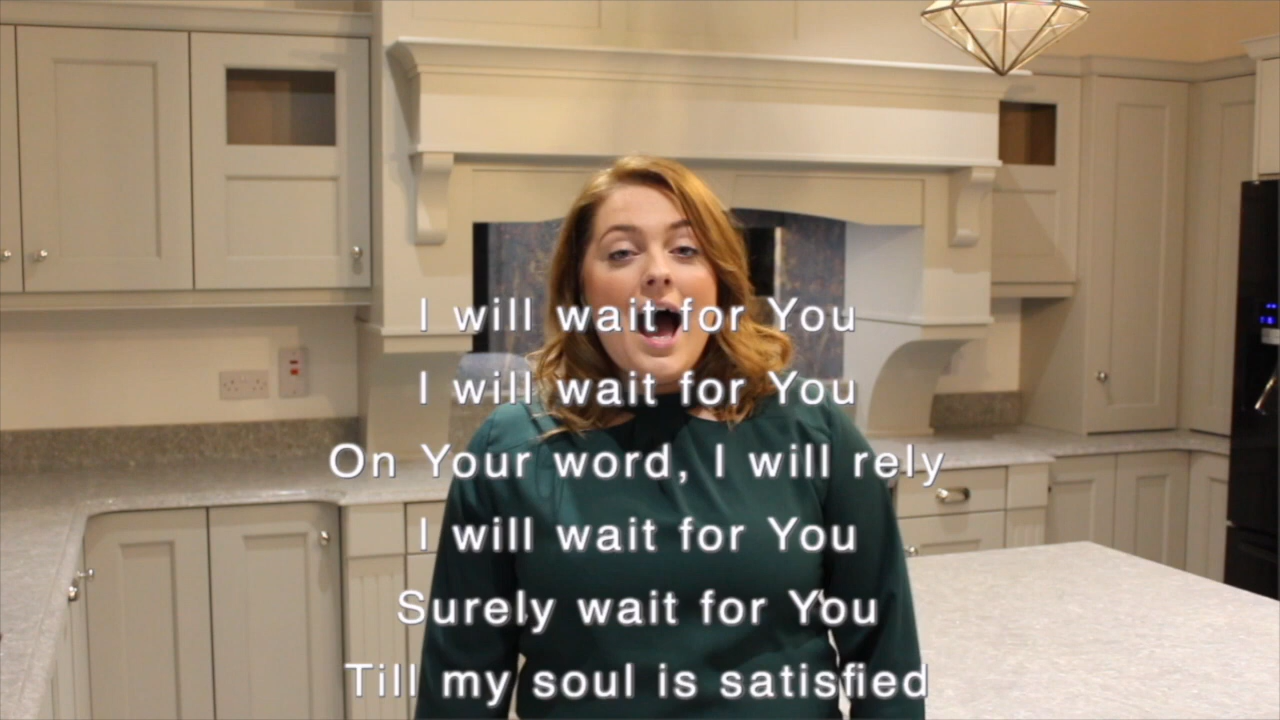 I will wait for You
I will wait for You
On Your word, I will rely
I will wait for You
Surely wait for You
Till my soul is satisfied